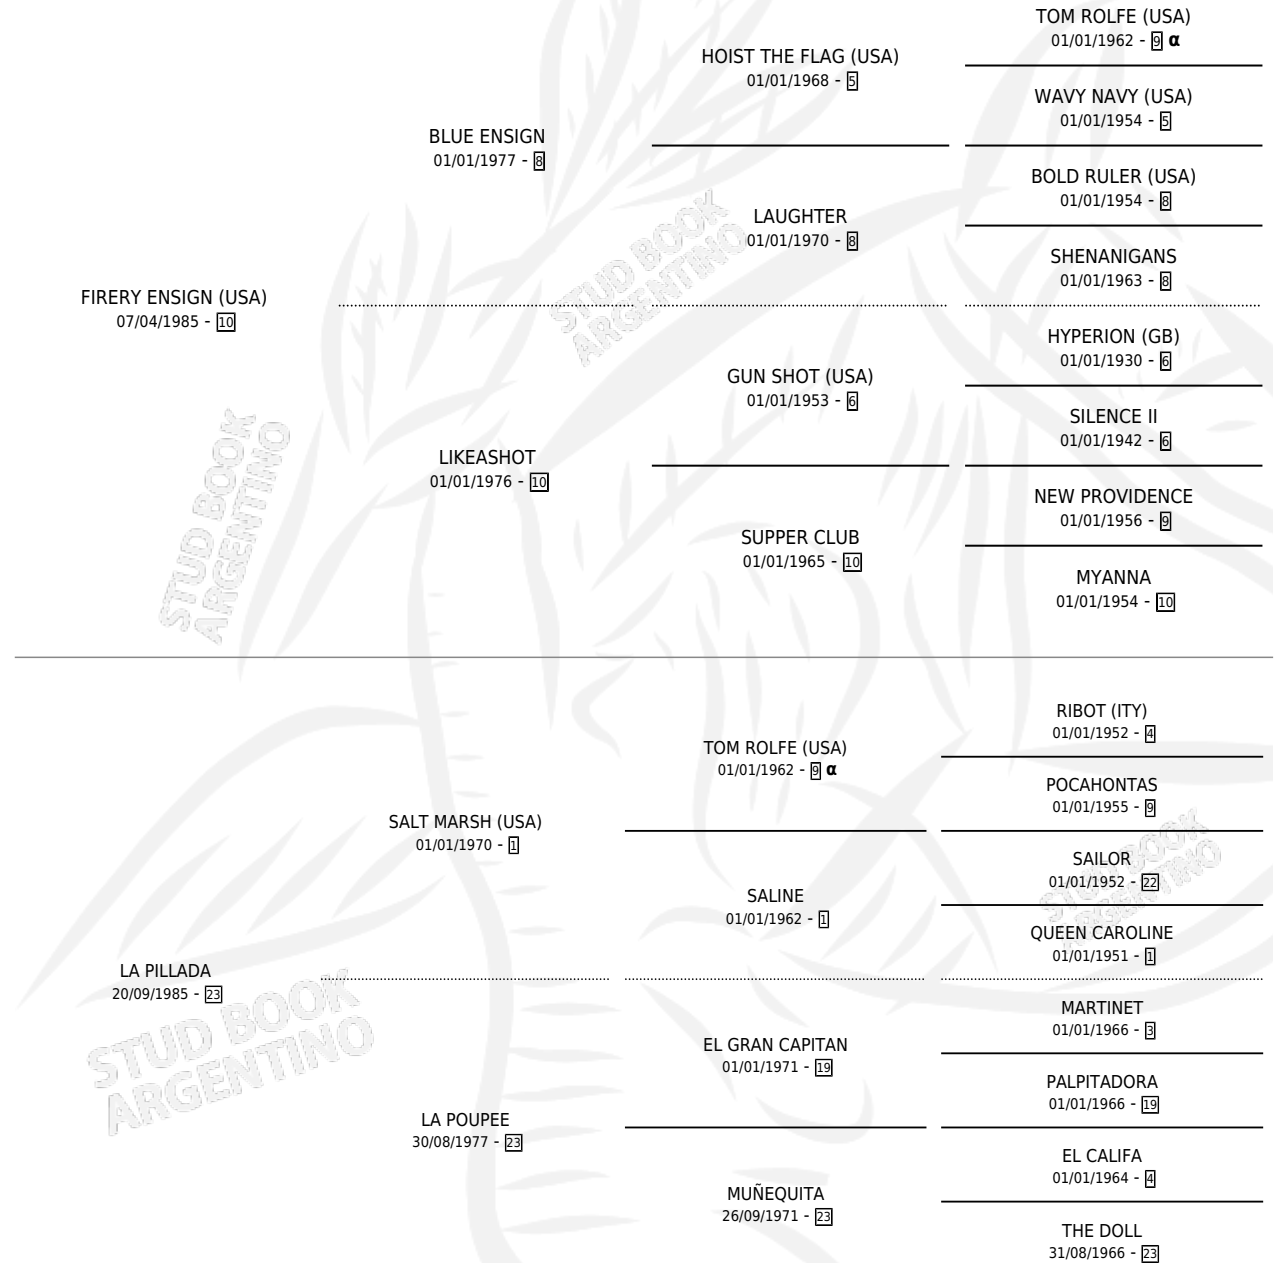 TOM ROLFE (USA)
01/01/1962 - 9 α
HOIST THE FLAG (USA)
01/01/1968 - 5
WAVY NAVY (USA)
01/01/1954 - 5
BLUE ENSIGN
01/01/1977 - 8
BOLD RULER (USA)
01/01/1954 - 8
LAUGHTER
01/01/1970 - 8
SHENANIGANS
01/01/1963 - 8
FIRERY ENSIGN (USA)
07/04/1985 - 10
HYPERION (GB)
01/01/1930 - 6
GUN SHOT (USA)
01/01/1953 - 6
SILENCE II
01/01/1942 - 6
LIKEASHOT
01/01/1976 - 10
NEW PROVIDENCE
01/01/1956 - 9
SUPPER CLUB
01/01/1965 - 10
MYANNA
01/01/1954 - 10
RIBOT (ITY)
01/01/1952 - 4
TOM ROLFE (USA)
01/01/1962 - 9 α
POCAHONTAS
01/01/1955 - 9
SALT MARSH (USA)
01/01/1970 - 1
SAILOR
01/01/1952 - 22
SALINE
01/01/1962 - 1
QUEEN CAROLINE
01/01/1951 - 1
LA PILLADA
20/09/1985 - 23
MARTINET
01/01/1966 - 3
EL GRAN CAPITAN
01/01/1971 - 19
PALPITADORA
01/01/1966 - 19
LA POUPEE
30/08/1977 - 23
EL CALIFA
01/01/1964 - 4
MUÑEQUITA
26/09/1971 - 23
THE DOLL
31/08/1966 - 23
STUD BOOK
ARGENTINO
STUD BOOK
ARGENTINO
STUD BOOK
ARGENTINO
STUD BOOK
ARGENTINO